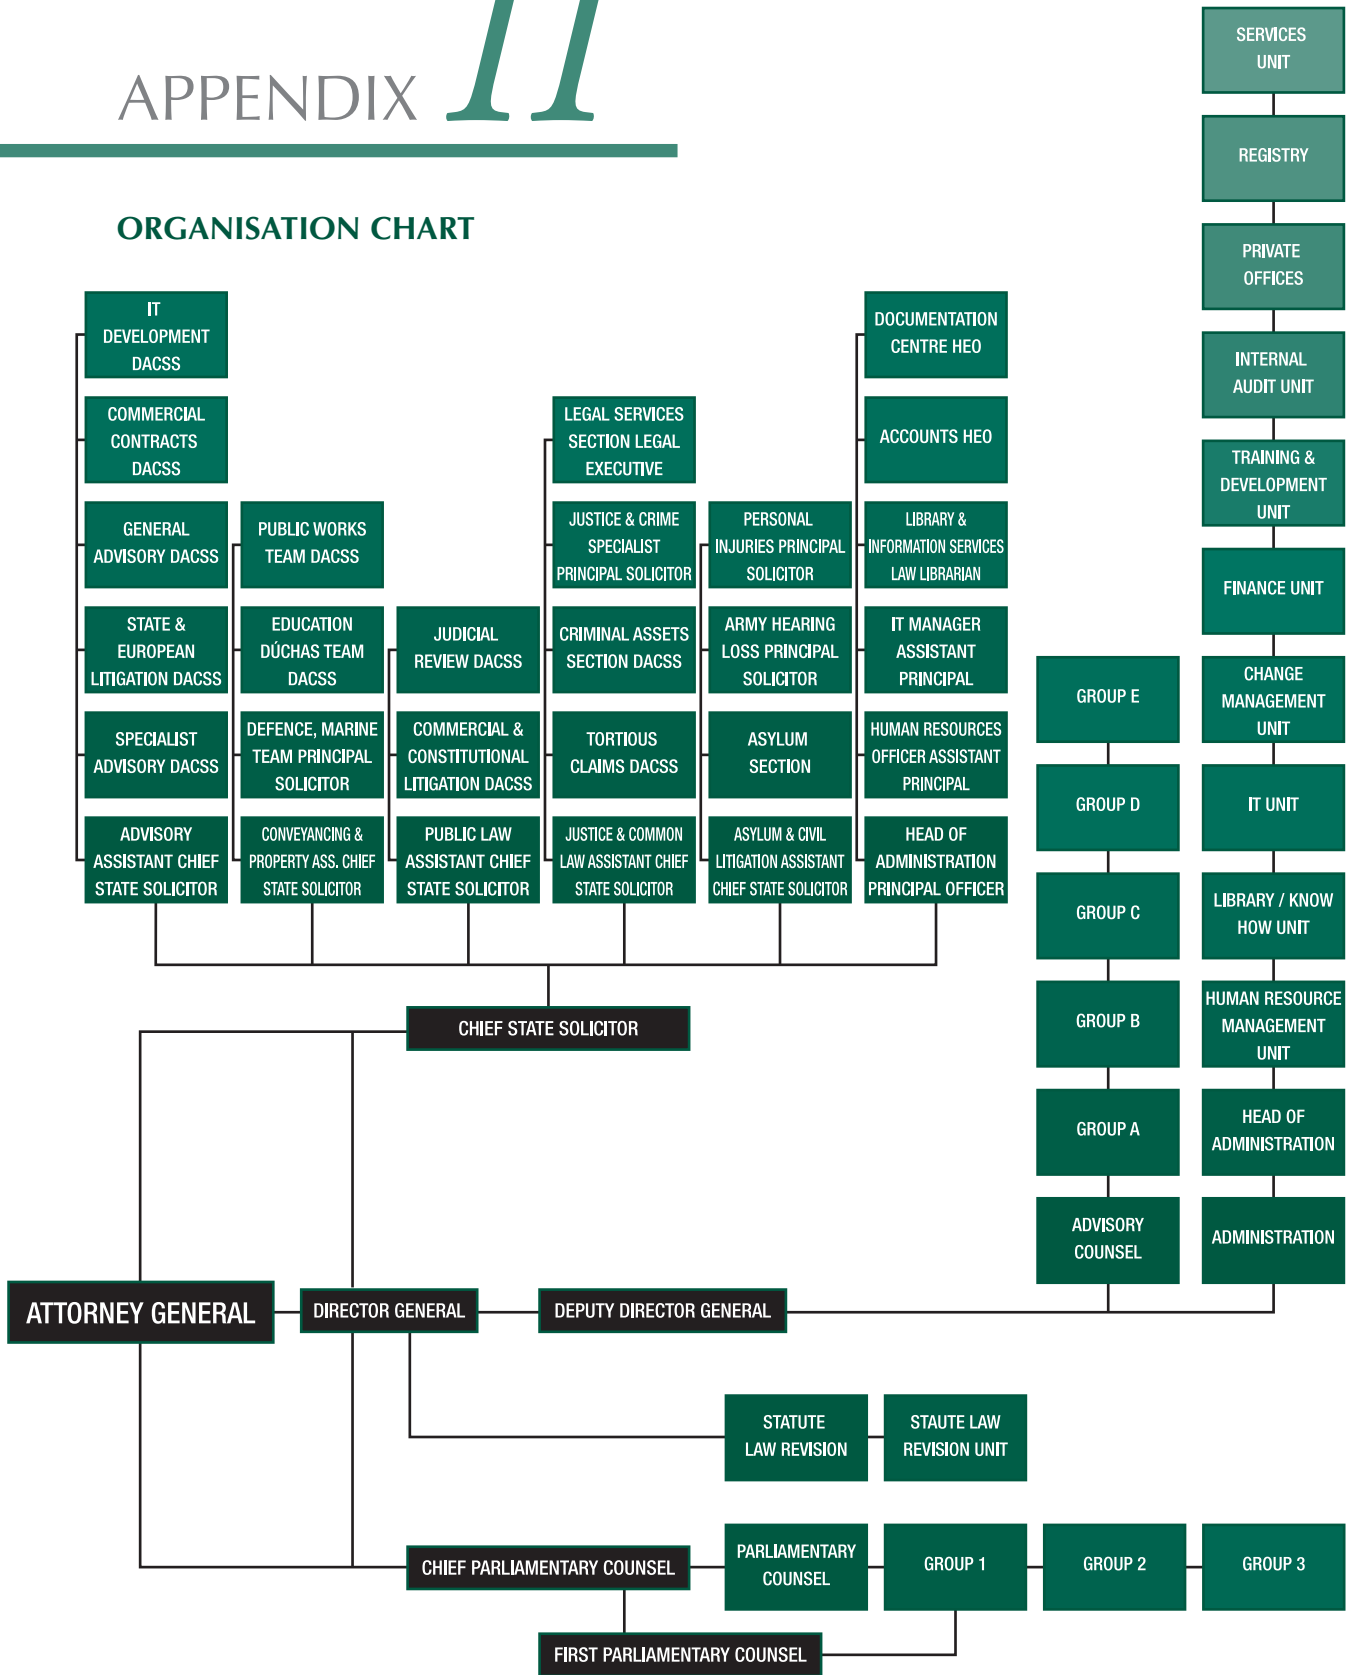 APPENDIX II
ORGANISATION CHART
IT
DEVELOPMENT
DACSS
COMMERCIAL
CONTRACTS
DACSS
GENERAL
ADVISORY DACSS
STATE &
EUROPEAN
LITIGATION DACSS
SPECIALIST
ADVISORY DACSS
ADVISORY
ASSISTANT CHIEF
STATE SOLICITOR
PUBLIC WORKS
TEAM DACSS
EDUCATION
DÚCHAS TEAM
DACSS
DEFENCE, MARINE
TEAM PRINCIPAL
SOLICITOR
CONVEYANCING &
PROPERTY ASS. CHIEF
STATE SOLICITOR
JUDICIAL
REVIEW DACSS
COMMERCIAL &
CONSTITUTIONAL
LITIGATION DACSS
PUBLIC LAW
ASSISTANT CHIEF
STATE SOLICITOR
LEGAL SERVICES
SECTION LEGAL
EXECUTIVE
JUSTICE & CRIME
SPECIALIST
PRINCIPAL SOLICITOR
CRIMINAL ASSETS
SECTION DACSS
TORTIOUS
CLAIMS DACSS
JUSTICE & COMMON
LAW ASSISTANT CHIEF
STATE SOLICITOR
PERSONAL
INJURIES PRINCIPAL
SOLICITOR
ARMY HEARING
LOSS PRINCIPAL
SOLICITOR
ASYLUM
SECTION
ASYLUM & CIVIL
LITIGATION ASSISTANT
CHIEF STATE SOLICITOR
DOCUMENTATION
CENTRE HEO
ACCOUNTS HEO
LIBRARY &
INFORMATION SERVICES
LAW LIBRARIAN
IT MANAGER
ASSISTANT
PRINCIPAL
HUMAN RESOURCES
OFFICER ASSISTANT
PRINCIPAL
HEAD OF
ADMINISTRATION
PRINCIPAL OFFICER
GROUP E
GROUP D
GROUP C
GROUP B
GROUP A
ADVISORY
COUNSEL
SERVICES
UNIT
REGISTRY
PRIVATE
OFFICES
INTERNAL
AUDIT UNIT
TRAINING &
DEVELOPMENT
UNIT
FINANCE UNIT
CHANGE
MANAGEMENT
UNIT
IT UNIT
LIBRARY / KNOW
HOW UNIT
HUMAN RESOURCE
MANAGEMENT
UNIT
HEAD OF
ADMINISTRATION
ADMINISTRATION
CHIEF STATE SOLICITOR
ATTORNEY GENERAL
DIRECTOR GENERAL
DEPUTY DIRECTOR GENERAL
STATUTE
LAW REVISION
STAUTE LAW
REVISION UNIT
CHIEF PARLIAMENTARY COUNSEL
PARLIAMENTARY
COUNSEL
GROUP 1
GROUP 2
GROUP 3
FIRST PARLIAMENTARY COUNSEL